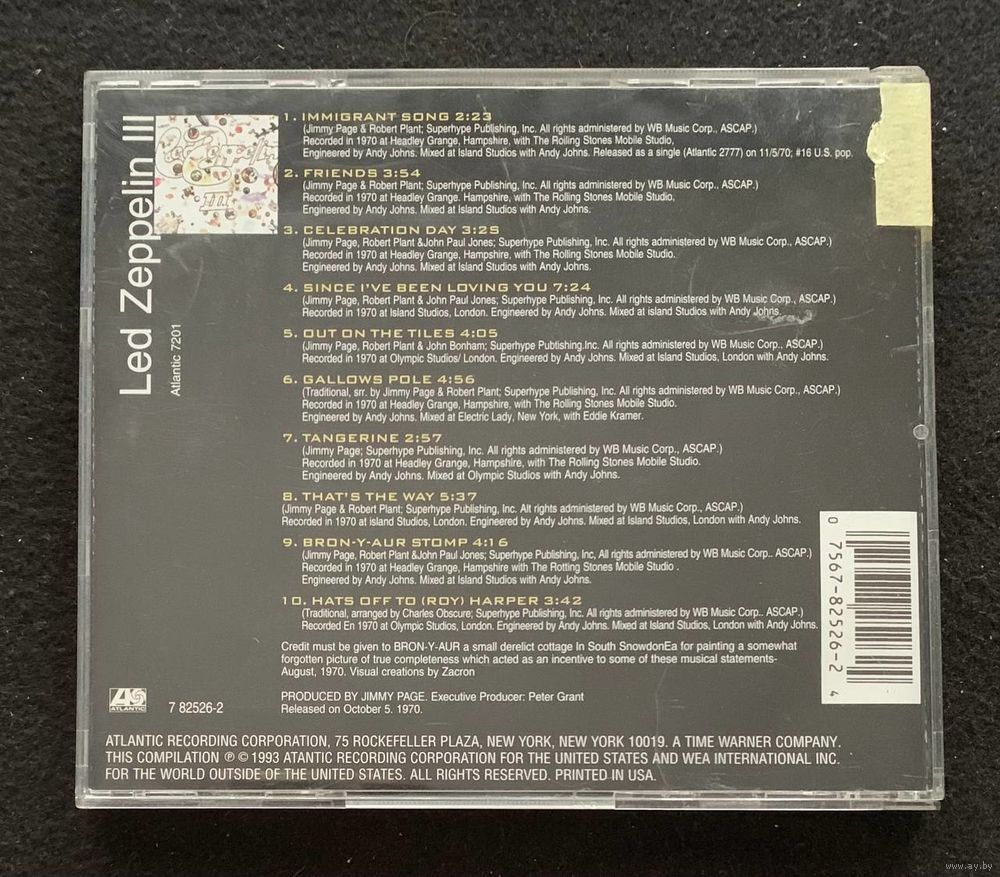 Led Zeppelin III
Atlantic 7201
1. IMMIGRANT SONG 2:23
(Jimmy Page & Robert Plant; Superhype Publishing, Inc. All rights administered by WB Music Corp., ASCAP.)
Recorded in 1970 at Headley Grange, Hampshire, with The Rolling Stones Mobile Studio,
Engineered by Andy Johns. Mixed at Island Studios with Andy Johns. Released as a single (Atlantic 2777) on 11/5/70; #16 U.S. pop.
2. FRIENDS 3:54
(Jimmy Page & Robert Plant; Superhype Publishing, Inc. All rights administered by WB Music Corp., ASCAP.)
Recorded in 1970 at Headley Grange. Hampshire, with The Rolling Stones Mobile Studio,
Engineered by Andy Johns. Mixed at Island Studios with Andy Johns.
3. CELEBRATION DAY 3:25
(Jimmy Page, Robert Plant &John Paul Jones; Superhype Publishing, Inc. All rights administered by WB Music Corp., ASCAP.)
Recorded in 1970 at Headley Grange, Hampshire, with The Rolling Stones Mobile Studio.
Engineered by Andy Johns. Mixed at Island Studios with Andy Johns.
4. SINCE I'VE BEEN LOVING YOU 7:24
(Jimmy Page, Robert Plant & John Paul Jones; Superhype Publishing, Inc. All rights administered by WB Music Corp., ASCAP.)
Recorded in 1970 at Island Studios, London. Engineered by Andy Johns. Mixed at island Studios with Andy Johns.
5. OUT ON THE TILES 4:05
(Jimmy Page, Robert Plant & John Bonham; Superhype Publishing.Inc. All rights administered by WB Music Corp., ASCAP.)
Recorded in 1970 at Olympic Studios/ London. Engineered by Andy Johns. Mixed at Island Studios, London with Andy Johns.
6. GALLOWS POLE 4:56
(Traditional, srr. by Jimmy Page & Robert Plant; Superhype Publishing, Inc. All rights administered by WB Music Corp., ASCAP.)
Recorded in 1970 at Headley Grange, Hampshire, with The Rolling Stones Mobile Studio.
Engineered by Andy Johns. Mixed at Electric Lady, New York, with Eddie Kramer.
7. TANGERINE 2:57
(Jimmy Page; Superhype Publishing, Inc. All rights administered by WB Music Corp., ASCAP.)
Recorded in 1970 at Headley Grange, Hampshire, with The Rolling Stones Mobile Studio.
Engineered by Andy Johns. Mixed at Olympic Studios with Andy Johns.
8. THAT'S THE WAY 5:37
(Jimmy Page & Robert Plant; Superhype Publishing, Inc. Alt rights administered by WB Music Corp., ASCAP.)
Recorded in 1970 at island Studios, London. Engineered by Andy Johns. Mixed at Island Studios, London with Andy Johns.
9. BRON-Y-AUR STOMP 4:16
(Jimmy Page, Robert Plant &John Paul Jones; Superhype Publishing, Inc, All rights administered by WB Music Corp.. ASCAP.)
Recorded in 1970 at Headley Grange, Hampshire with The Rotting Stones Mobile Studio .
Engineered by Andy Johns. Mixed at Island Studios with Andy Johns.
10. HATS OFF TO (ROY) HARPER 3:42
(Traditional, arranged by Charles Obscure; Superhype Publishing, Inc. All rights administered by WB Music Corp.. ASCAP.)
Recorded En 1970 at Olympic Studios, London. Engineered by Andy Johns. Mixed at Island Studios, London with Andy Johns.
Credit must be given to BRON-Y-AUR a small derelict cottage In South SnowdonEa for painting a somewhat
forgotten picture of true completeness which acted as an incentive to some of these musical statements-
August, 1970. Visual creations by Zacron
PRODUCED BY JIMMY PAGE. Executive Producer: Peter Grant
Released on October 5. 1970.
ATLANTIC
7 82526-2
0 7567-82526-2 4
ATLANTIC RECORDING CORPORATION, 75 ROCKEFELLER PLAZA, NEW YORK, NEW YORK 10019. A TIME WARNER COMPANY.
THIS COMPILATION ℗ © 1993 ATANTIC RECORDING CORPORATION FOR THE UNITED STATES AND WEA INTERNATIONAL INC.
FOR THE WORLD OUTSIDE OF THE UNITED STATES. ALL RIGHTS RESERVED. PRINTED IN USA.
www.ay.by